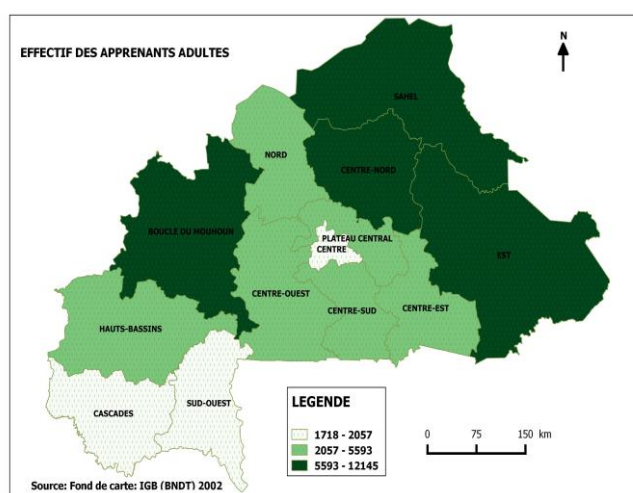 EFFECTIF DES APPRENANTS ADULTES
N
SAHEL
NORD
CENTRE-NORD
BOUCLE DU MOUHOUN
PLATEAU CENTRAL
CENTRE
EST
CENTRE-OUEST
CENTRE-SUD
CENTRE-EST
HAUTS-BASSINS
CASCADES
SUD-OUEST
LEGENDE
1718 - 2057
2057 - 5593
5593 - 12145
0 75 150 km
Source: Fond de carte: IGB (BNDT) 2002